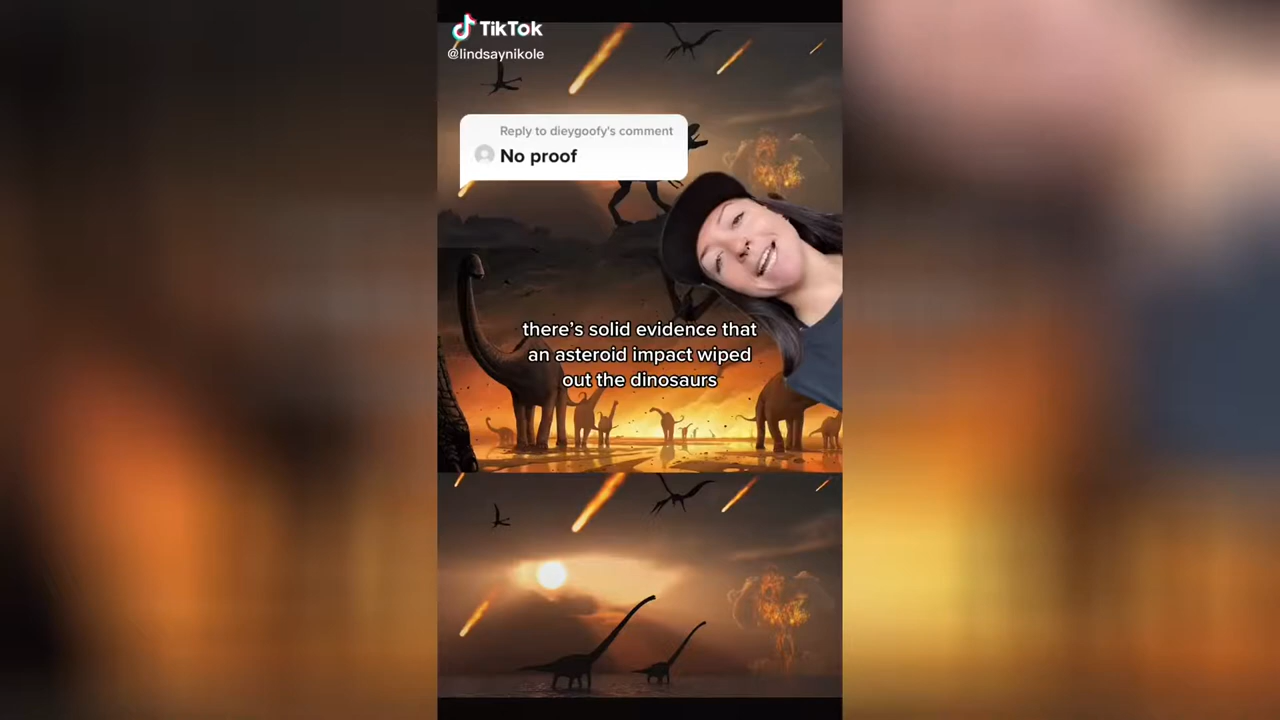 TikTok
@lindsaynikole
Reply to dieygoofy's comment
No proof
there's solid evidence that
an asteroid impact wiped
out the dinosaurs